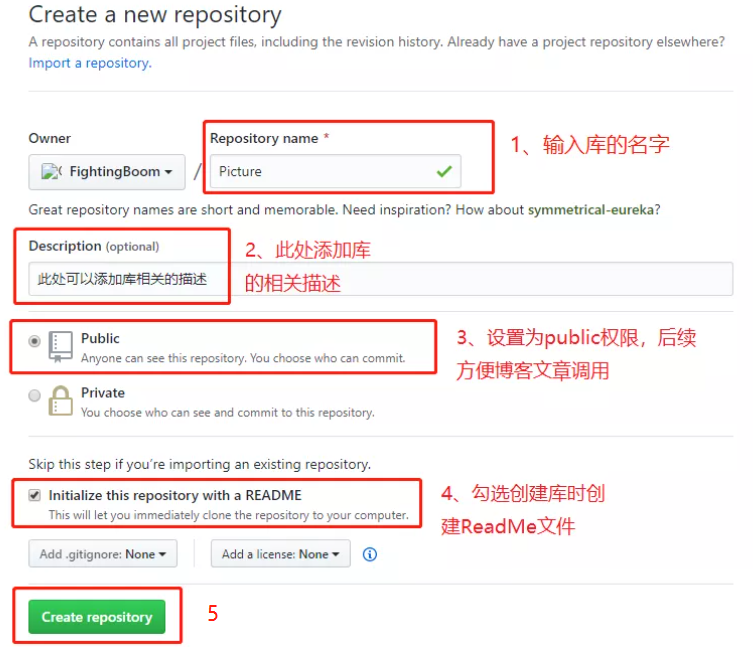 Create a new repository
A repository contains all project files, including the revision history. Already have a project repository elsewhere?
Import a repository.
Owner
Repository name *
1、输入库的名字
FightingBoom
/
Picture
Great repository names are short and memorable. Need inspiration? How about symmetrical-eureka?
Description (optional)
2、此处添加库
的相关描述
此处可以添加库相关的描述
Public
Anyone can see this repository. You choose who can commit.
3、设置为public权限，后续
方便博客文章调用
Private
You choose who can see and commit to this repository.
Skip this step if you’re importing an existing repository.
Initialize this repository with a README
This will let you immediately clone the repository to your computer.
4、勾选创建库时创
建ReadMe文件
Add .gitignore: None
Add a license: None
Create repository
5